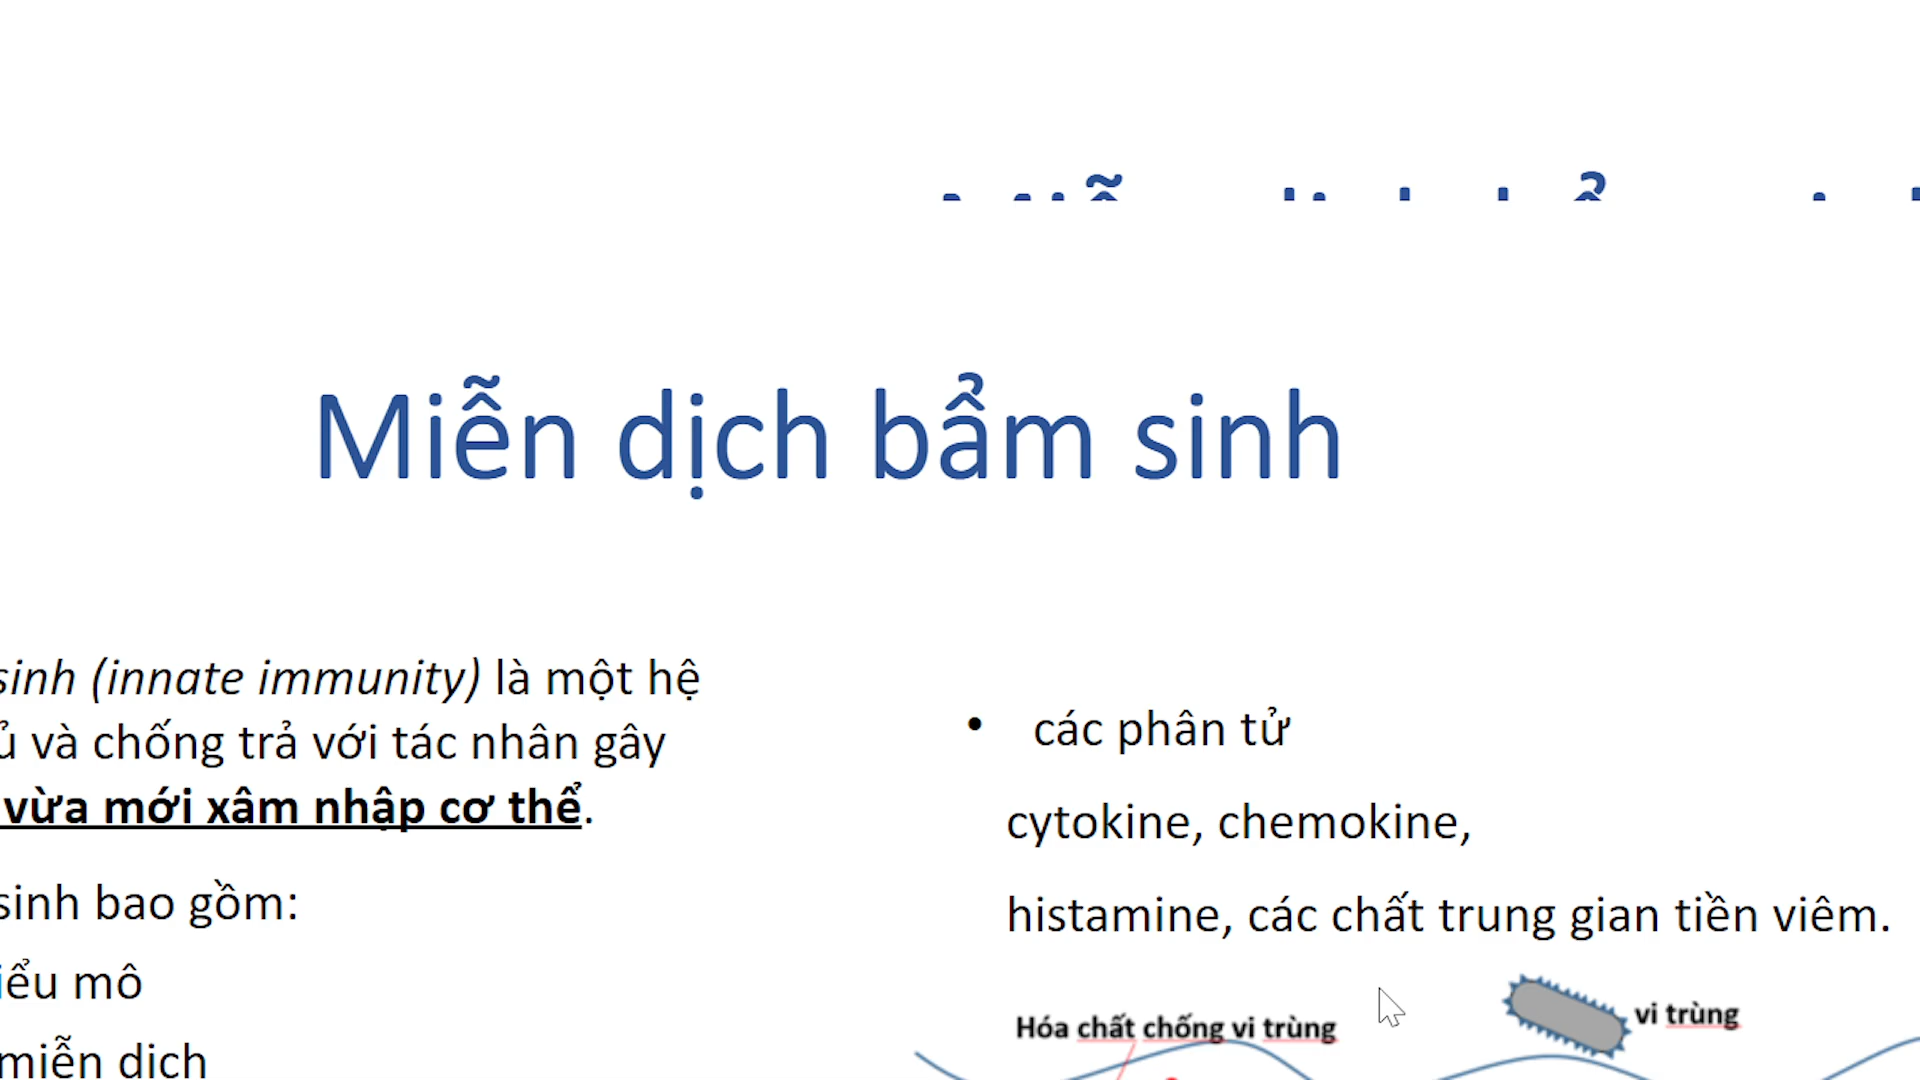 Miễn dịch bẩm sinh
sinh (innate immunity) là một hệ
và chống trả với tác nhân gây
vừa mới xâm nhập cơ thể.
sinh bao gồm:
mô
miễn dịch
• các phân tử
cytokine, chemokine,
histamine, các chất trung gian tiền viêm.
Hóa chất chống vi trùng
vi trùng